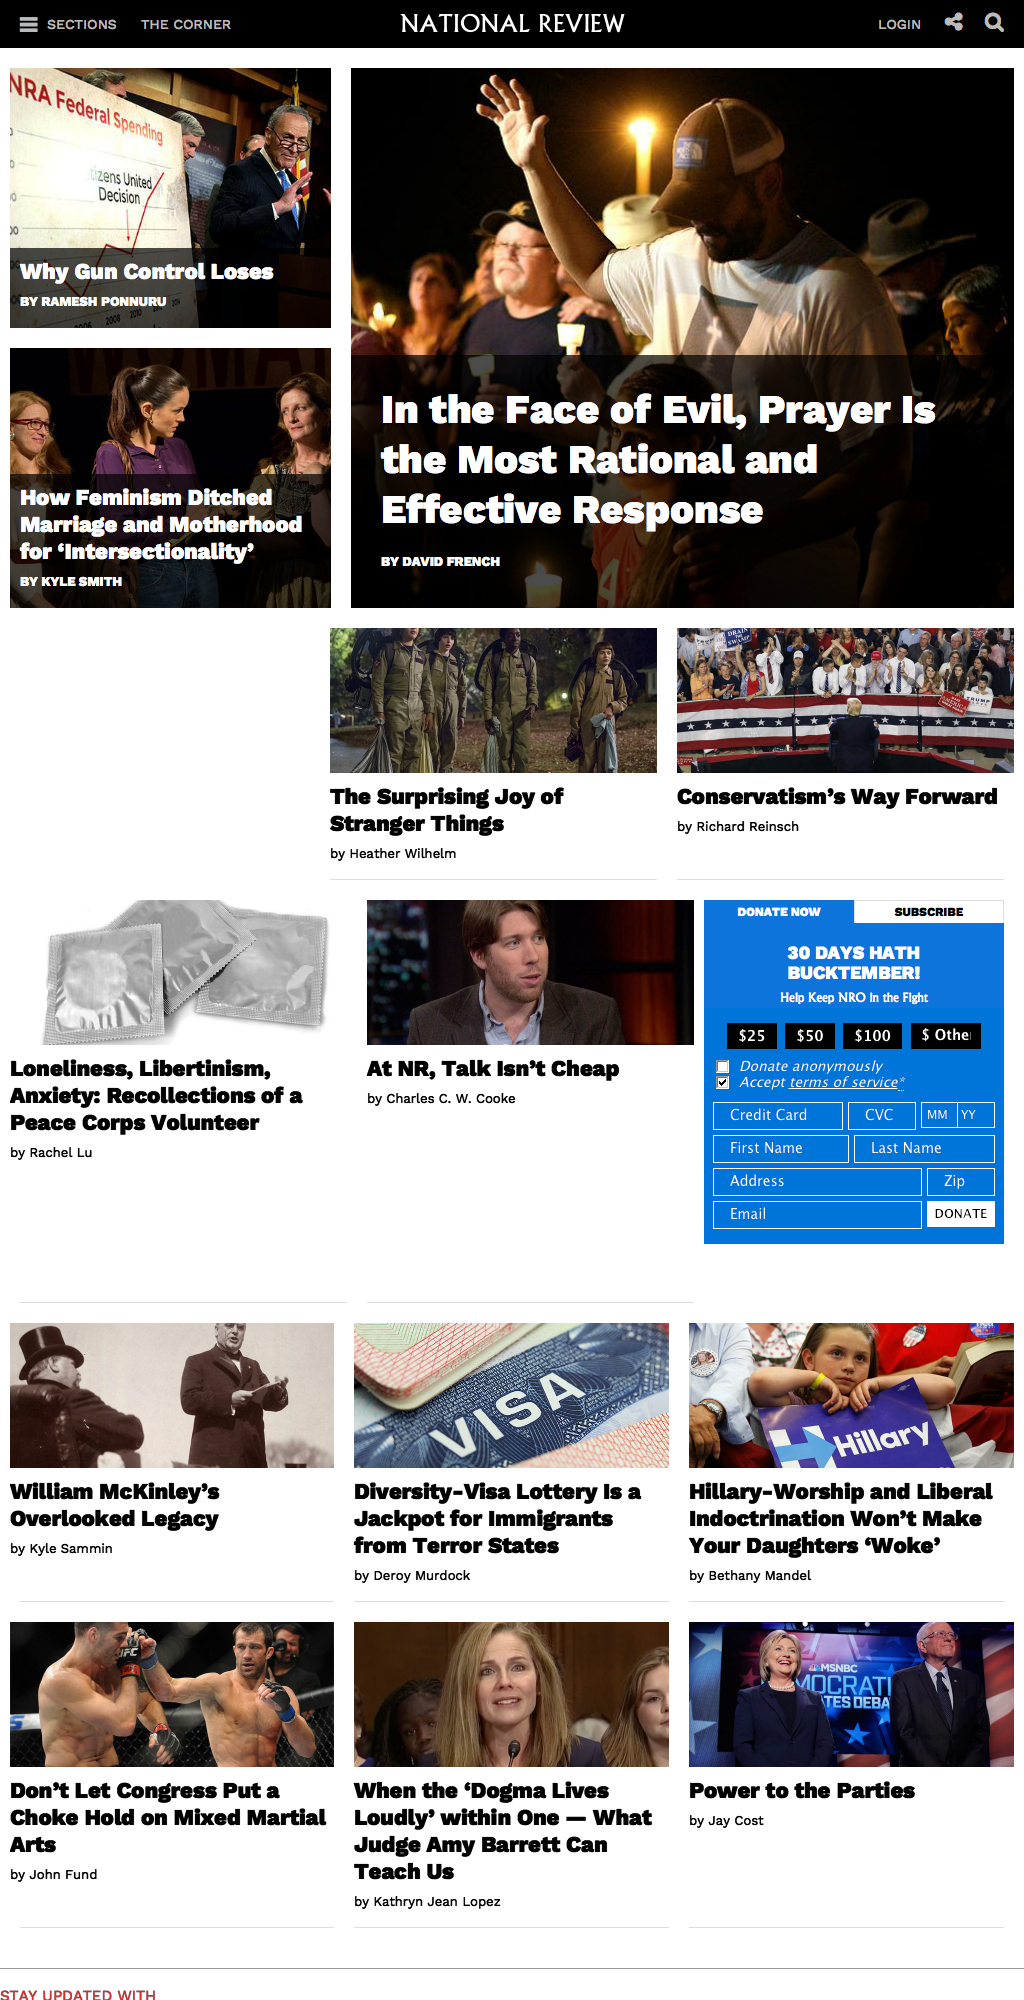 SECTIONS THE CORNER NATIONAL REVIEW LOGIN
NRA Federal Spending
Citizens United
Decision
Why Gun Control Loses
BY RAMESH PONNURU
How Feminism Ditched
Marriage and Motherhood
for ‘Intersectionality’
BY KYLE SMITH
In the Face of Evil, Prayer Is
the Most Rational and
Effective Response
BY DAVID FRENCH
DRAIN
SWAMP
TRUMP
The Surprising Joy of
Stranger Things
by Heather Wilhelm
Conservatism’s Way Forward
by Richard Reinsch
Loneliness, Libertinism,
Anxiety: Recollections of a
Peace Corps Volunteer
by Rachel Lu
At NR, Talk Isn’t Cheap
by Charles C. W. Cooke
DONATE NOW SUBSCRIBE
30 DAYS HATH
BUCKTEMBER!
Help Keep NRO In the Fight
$25 $50 $100 $ Othe
Donate anonymously
Accept terms of service*
Credit Card CVC MM YY
First Name Last Name
Address Zip
Email DONATE
William McKinley’s
Overlooked Legacy
by Kyle Sammin
VISA
Diversity-Visa Lottery Is a
Jackpot for Immigrants
from Terror States
by Deroy Murdock
Hillary
Hillary-Worship and Liberal
Indoctrination Won’t Make
Your Daughters ‘Woke’
by Bethany Mandel
UFC
Don’t Let Congress Put a
Choke Hold on Mixed Martial
Arts
by John Fund
When the ‘Dogma Lives
Loudly’ within One — What
Judge Amy Barrett Can
Teach Us
by Kathryn Jean Lopez
MSNBC
MOCRATI
ATES DEBA
Power to the Parties
by Jay Cost
STAY UPDATED WITH